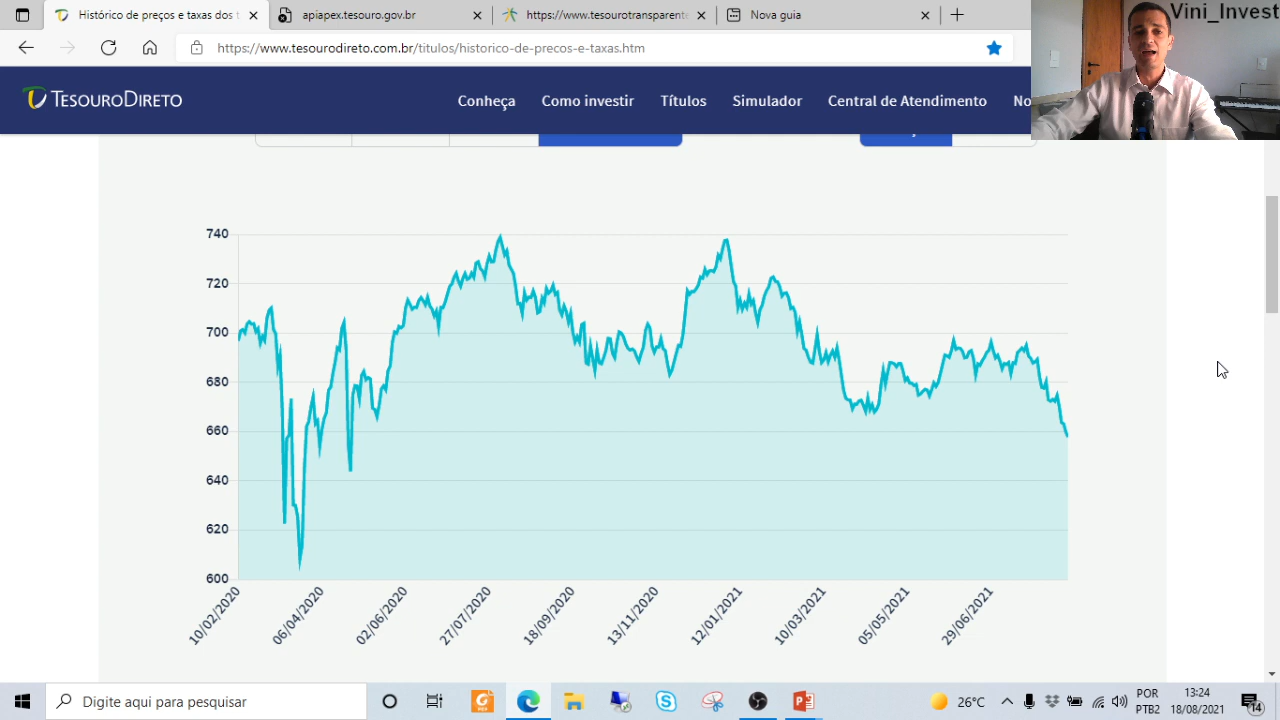 Histórico de preços e taxas dos t
apiapex.tesouro.gov.br
https://www.tesourotransparente
Nova guia
Vini_Invest
https://www.tesourodireto.com.br/titulos/historico-de-precos-e-taxas.htm
TESOURODIRETO
Conheça
Como investir
Títulos
Simulador
Central de Atendimento
No
740
720
700
680
660
640
620
600
10/02/2020
06/04/2020
02/06/2020
27/07/2020
18/09/2020
13/11/2020
12/01/2021
10/03/2021
05/05/2021
29/06/2021
Digite aqui para pesquisar
26°C
POR
PTB2
13:24
18/08/2021
14